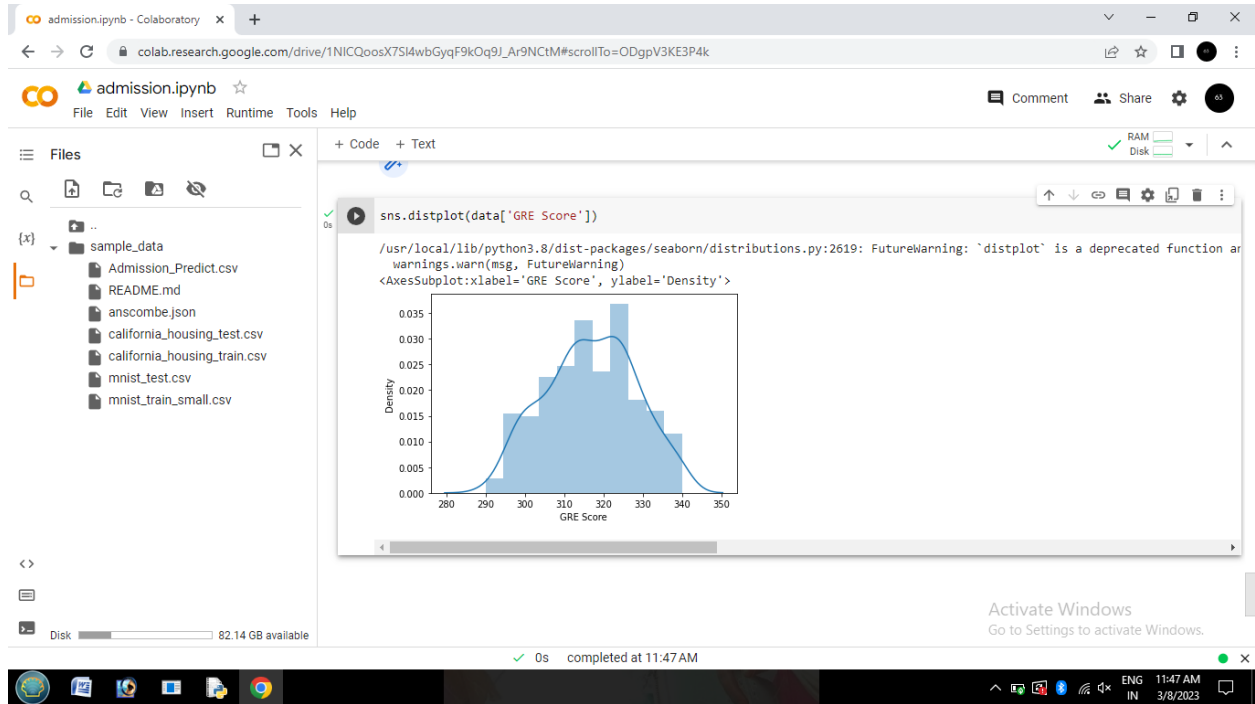 admission.ipynb - Colaboratory
colab.research.google.com/drive/1NICQoosX7Sl4wbGyqF9kOq9J_Ar9NCtM#scrollTo=ODgpV3KE3P4k
CO admission.ipynb
File Edit View Insert Runtime Tools Help
Comment Share 63
Files
+ Code + Text
RAM
Disk
{x}
..
sample_data
Admission_Predict.csv
README.md
anscombe.json
california_housing_test.csv
california_housing_train.csv
mnist_test.csv
mnist_train_small.csv
0s
sns.distplot(data['GRE Score'])
/usr/local/lib/python3.8/dist-packages/seaborn/distributions.py:2619: FutureWarning: `distplot` is a deprecated function an
warnings.warn(msg, FutureWarning)
<AxesSubplot:xlabel='GRE Score', ylabel='Density'>
0.035
0.030
0.025
0.020
0.015
0.010
0.005
0.000
Density
280 290 300 310 320 330 340 350
GRE Score
Activate Windows
Go to Settings to activate Windows.
Disk 82.14 GB available
0s completed at 11:47 AM
ENG
IN
11:47 AM
3/8/2023